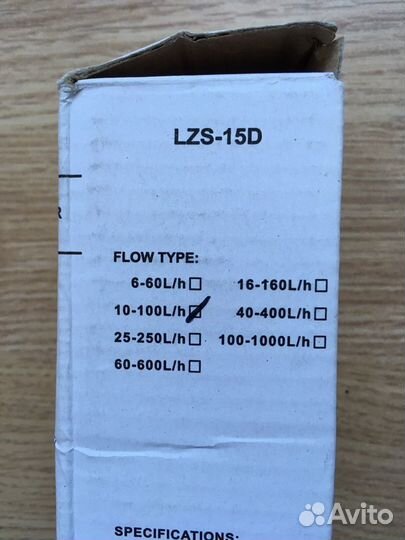 LZS-15D
R
FLOW TYPE:
6-60L/h☐ 16-160L/h☐
10-100L/h☑ 40-400L/h☐
25-250L/h☐ 100-1000L/h☐
60-600L/h☐
SPECIFICATIONS:
Avito